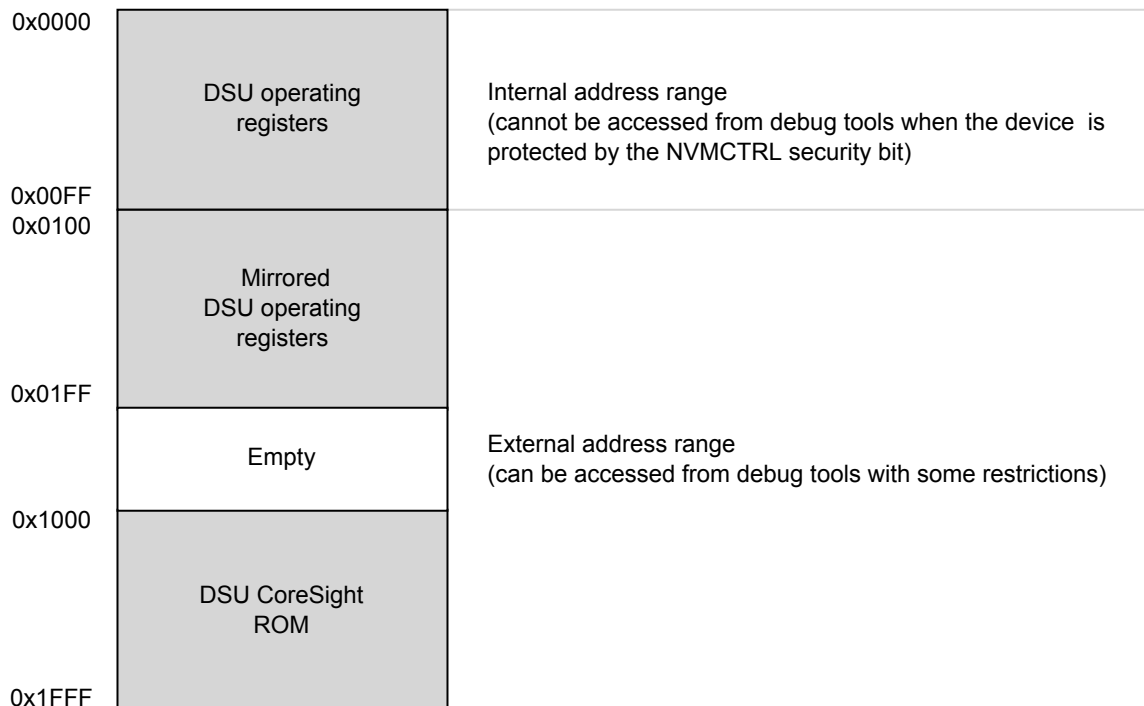 0x0000
DSU operating
registers
Internal address range
(cannot be accessed from debug tools when the device is
protected by the NVMCTRL security bit)
0x00FF
0x0100
Mirrored
DSU operating
registers
0x01FF
Empty
External address range
(can be accessed from debug tools with some restrictions)
0x1000
DSU CoreSight
ROM
0x1FFF